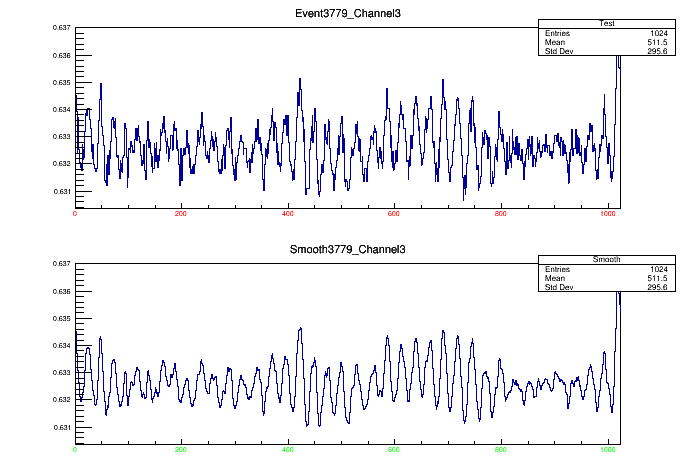 Event3779_Channel3
Test
Entries 1024
Mean 511.5
Std Dev 295.6
0.637
0.636
0.635
0.634
0.633
0.632
0.631
0 200 400 600 800 1000
Smooth3779_Channel3
Smooth
Entries 1024
Mean 511.5
Std Dev 295.6
0.637
0.636
0.635
0.634
0.633
0.632
0.631
0 200 400 600 800 1000